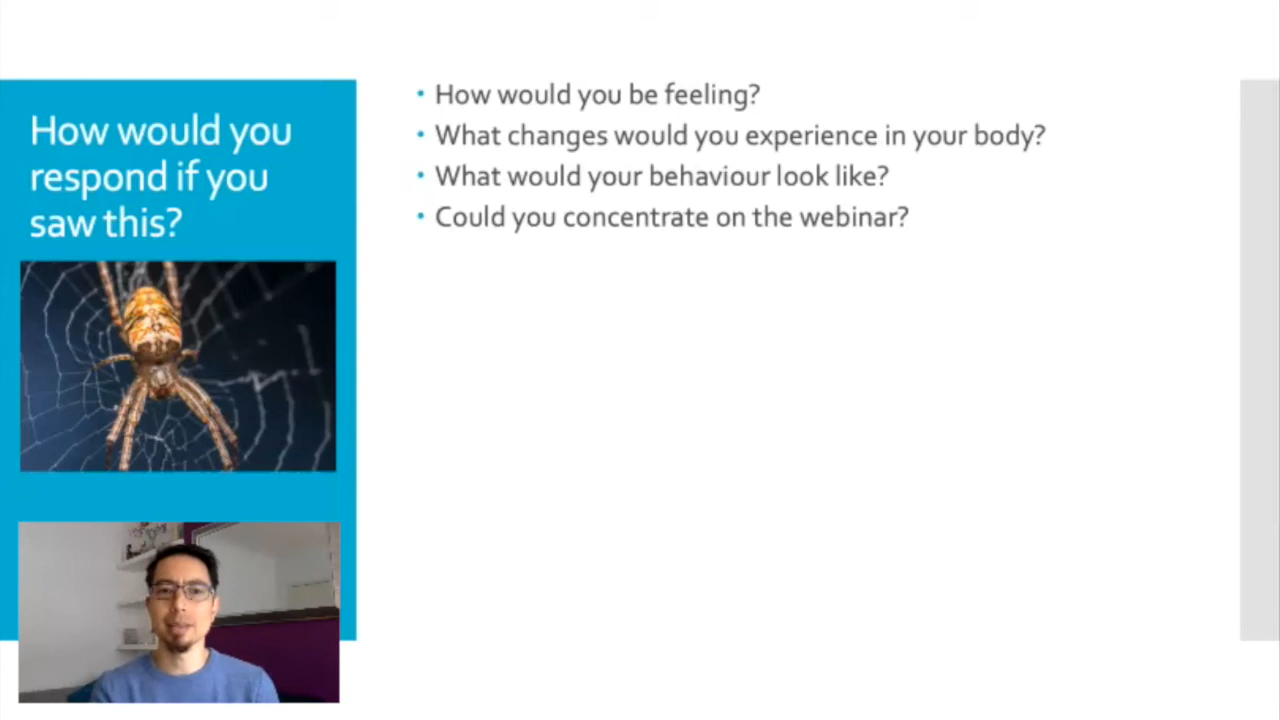 How would you
respond if you
saw this?
• How would you be feeling?
• What changes would you experience in your body?
• What would your behaviour look like?
• Could you concentrate on the webinar?